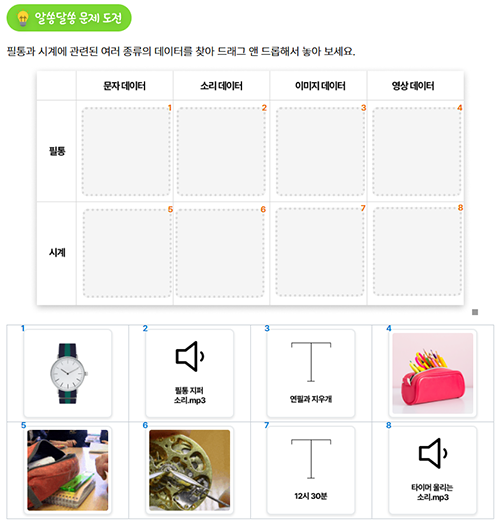 알쏭달쏭 문제 도전
필통과 시계에 관련된 여러 종류의 데이터를 찾아 드래그 앤 드롭해서 놓아 보세요.
문자 데이터 소리 데이터 이미지 데이터 영상 데이터
1 2 3 4
필통
5 6 7 8
시계
1 2 3 4
필통 지퍼
소리.mp3
연필과 지우개
5 6 7 8
12시 30분
타이머 울리는
소리.mp3